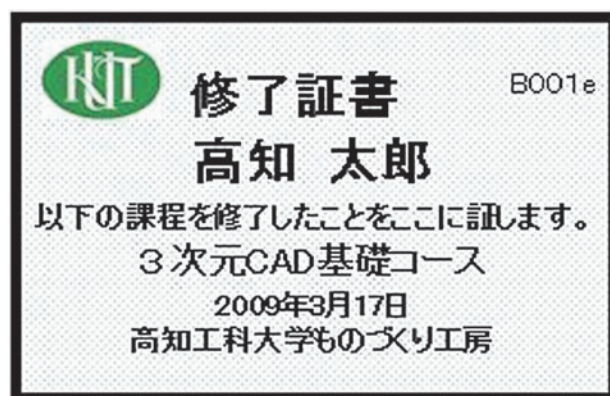 KUT
修了証書
B001e
高知 太郎
以下の課程を修了したことをここに証します。
3次元CAD基礎コース
2009年3月17日
高知工科大学ものづくり工房